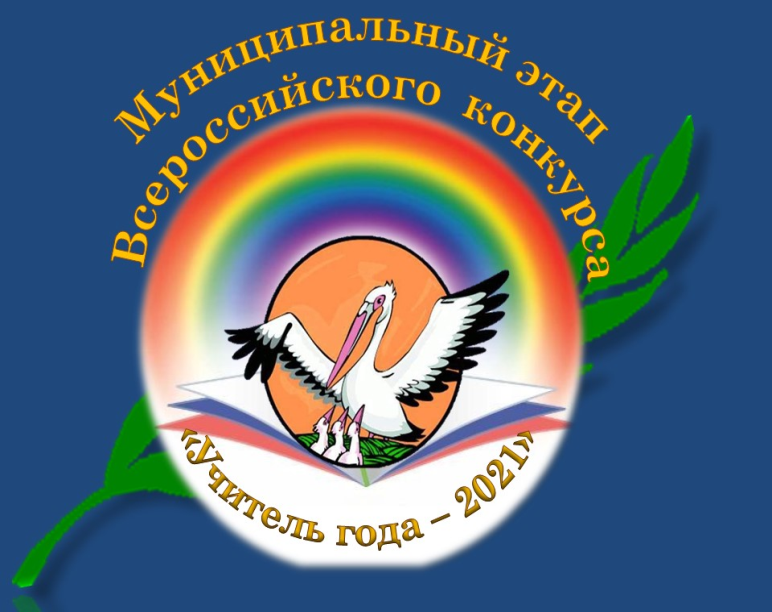 Муниципальный этап
Всероссийского конкурса
«Учитель года – 2021»